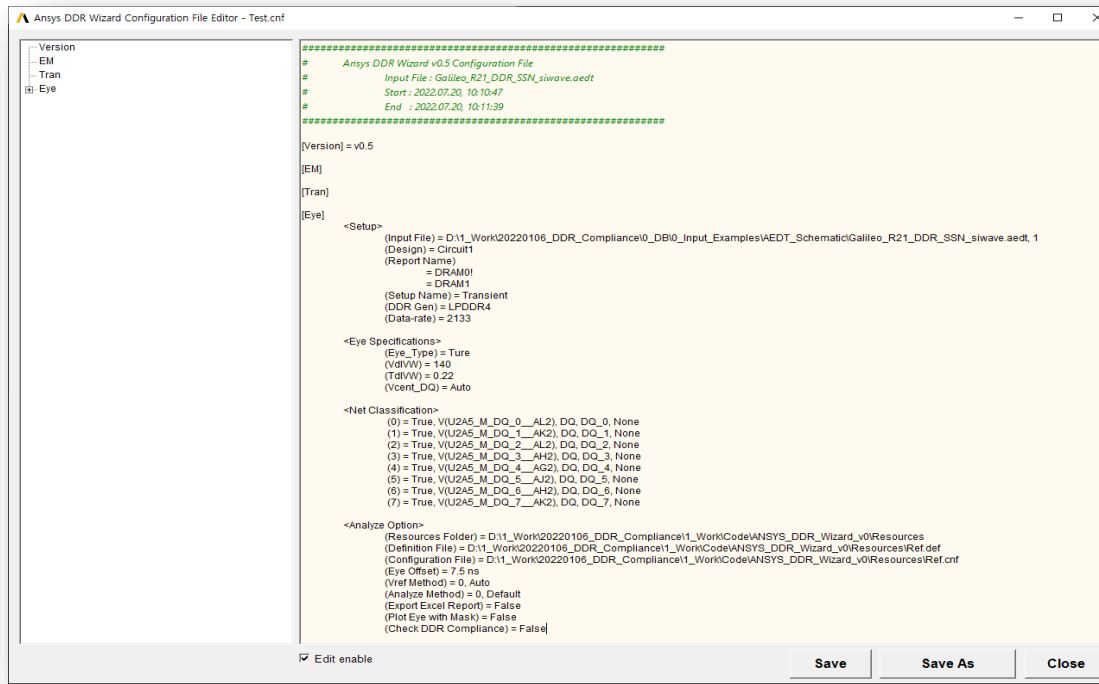 Ansys DDR Wizard Configuration File Editor - Test.cnf
Version
EM
Tran
Eye
############################################################
# Ansys DDR Wizard v0.5 Configuration File
# Input File : Galileo_R21_DDR_SSN_siwave.aedt
# Start : 2022.07.20, 10:10:47
# End : 2022.07.20, 10:11:39
############################################################
[Version] = v0.5
[EM]
[Tran]
[Eye]
<Setup>
(Input File) = D:\1_Work\20220106_DDR_Compliance\0_DB\0_Input_Examples\AEDT_Schematic\Galileo_R21_DDR_SSN_siwave.aedt, 1
(Design) = Circuit1
(Report Name)
= DRAM0!
= DRAM1
(Setup Name) = Transient
(DDR Gen) = LPDDR4
(Data-rate) = 2133
<Eye Specifications>
(Eye_Type) = Ture
(VdIVW) = 140
(TdIVW) = 0.22
(Vcent_DQ) = Auto
<Net Classification>
(0) = True, V(U2A5_M_DQ_0__AL2), DQ, DQ_0, None
(1) = True, V(U2A5_M_DQ_1__AK2), DQ, DQ_1, None
(2) = True, V(U2A5_M_DQ_2__AL2), DQ, DQ_2, None
(3) = True, V(U2A5_M_DQ_3__AH2), DQ, DQ_3, None
(4) = True, V(U2A5_M_DQ_4__AG2), DQ, DQ_4, None
(5) = True, V(U2A5_M_DQ_5__AJ2), DQ, DQ_5, None
(6) = True, V(U2A5_M_DQ_6__AH2), DQ, DQ_6, None
(7) = True, V(U2A5_M_DQ_7__AK2), DQ, DQ_7, None
<Analyze Option>
(Resources Folder) = D:\1_Work\20220106_DDR_Compliance\1_Work\Code\ANSYS_DDR_Wizard_v0\Resources
(Definition File) = D:\1_Work\20220106_DDR_Compliance\1_Work\Code\ANSYS_DDR_Wizard_v0\Resources\Ref.def
(Configuration File) = D:\1_Work\20220106_DDR_Compliance\1_Work\Code\ANSYS_DDR_Wizard_v0\Resources\Ref.cnf
(Eye Offset) = 7.5 ns
(Vref Method) = 0, Auto
(Analyze Method) = 0, Default
(Export Excel Report) = False
(Plot Eye with Mask) = False
(Check DDR Compliance) = False
Edit enable
Save
Save As
Close